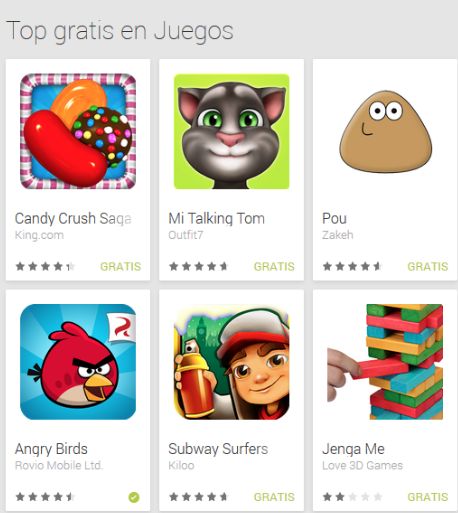 Top gratis en Juegos
Candy Crush Saga
King.com
GRATIS
Mi Talking Tom
Outfit7
GRATIS
Pou
Zakeh
GRATIS
Angry Birds
Rovio Mobile Ltd.
Subway Surfers
Kiloo
GRATIS
Jenga Me
Love 3D Games
GRATIS